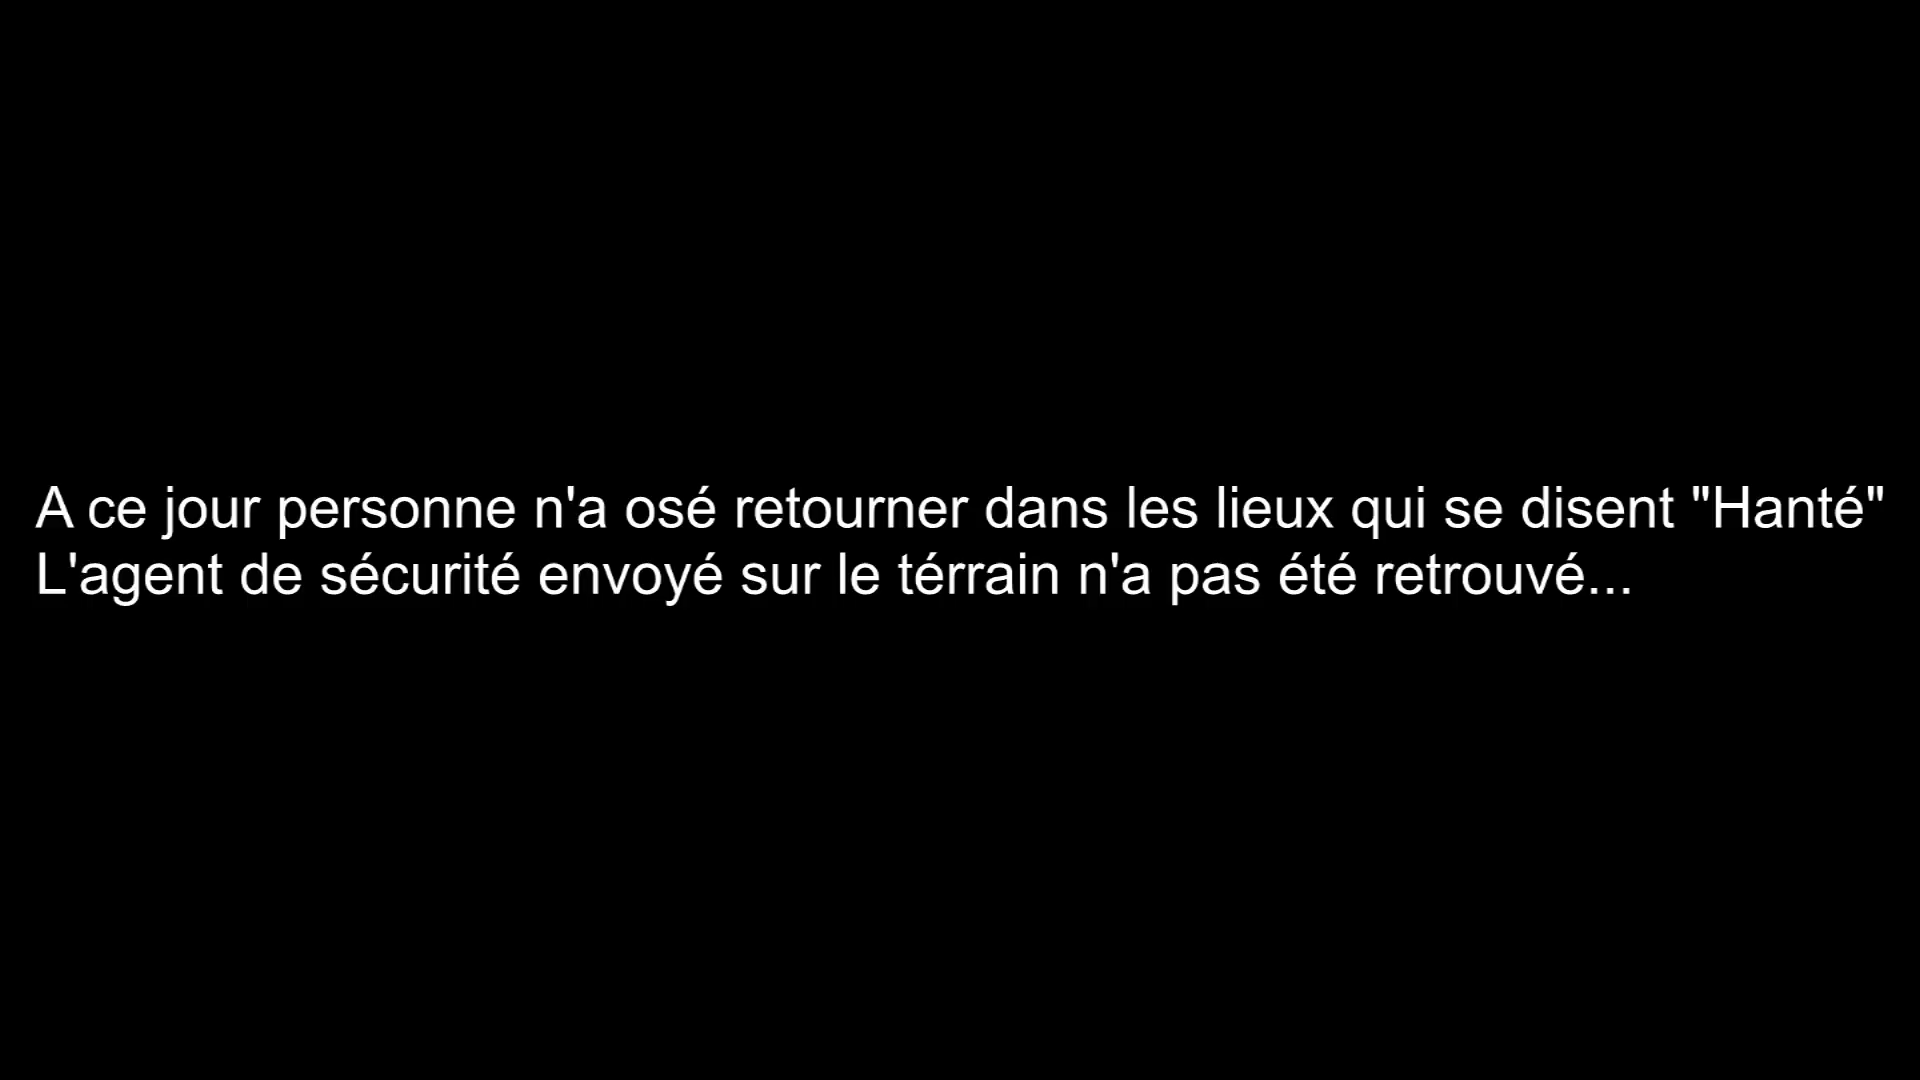 A ce jour personne n'a osé retourner dans les lieux qui se disent "Hanté"
L'agent de sécurité envoyé sur le térrain n'a pas été retrouvé...